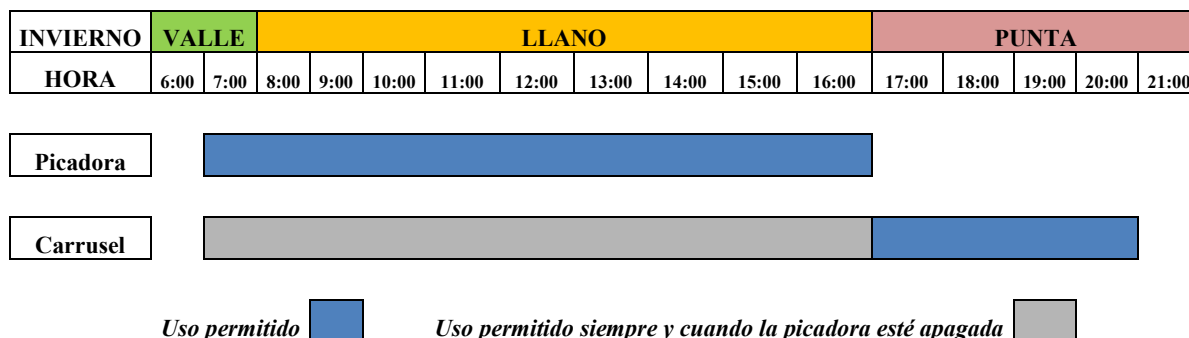 INVIERNO VALLE LLANO PUNTA
HORA 6:00 7:00 8:00 9:00 10:00 11:00 12:00 13:00 14:00 15:00 16:00 17:00 18:00 19:00 20:00 21:00
Picadora
Carrusel
Uso permitido Uso permitido siempre y cuando la picadora esté apagada